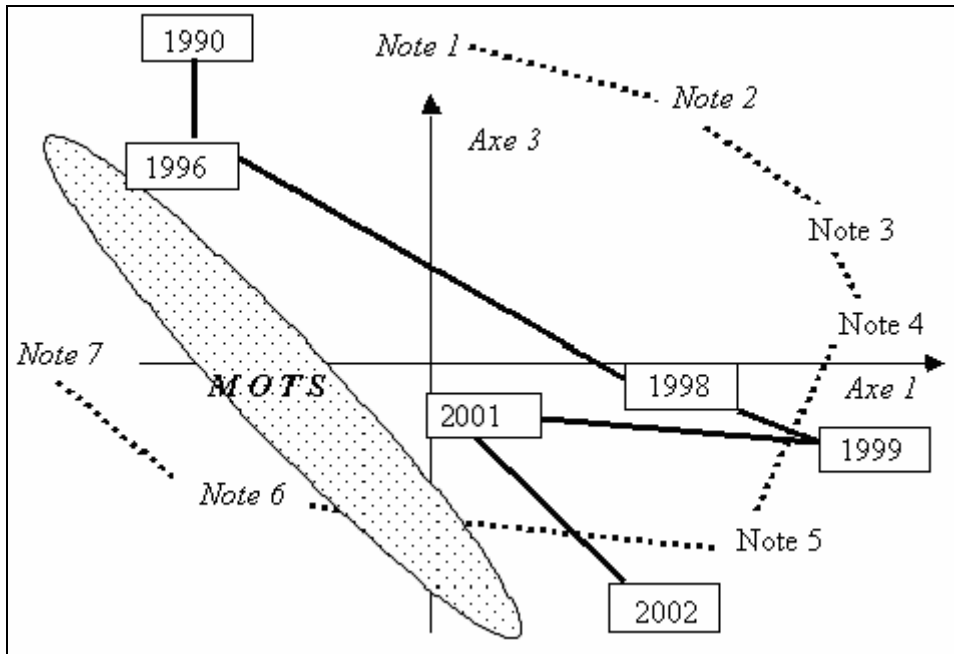 1990
Note 1
Note 2
Axe 3
1996
Note 3
Note 4
Note 7
MOTS
1998
Axe 1
2001
1999
Note 6
Note 5
2002